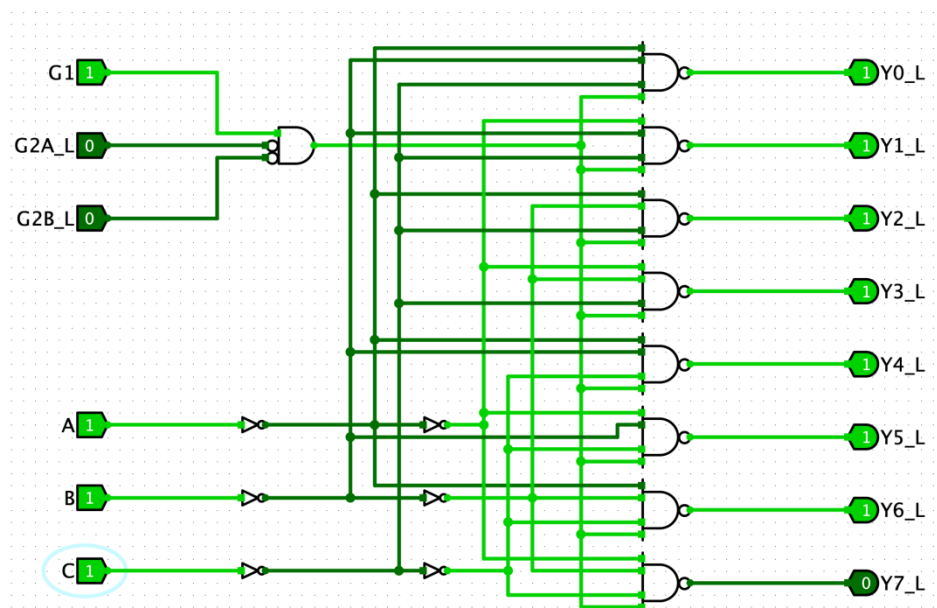 G1 1
G2A_L 0
G2B_L 0
A 1
B 1
C 1
1 Y0_L
1 Y1_L
1 Y2_L
1 Y3_L
1 Y4_L
1 Y5_L
1 Y6_L
0 Y7_L